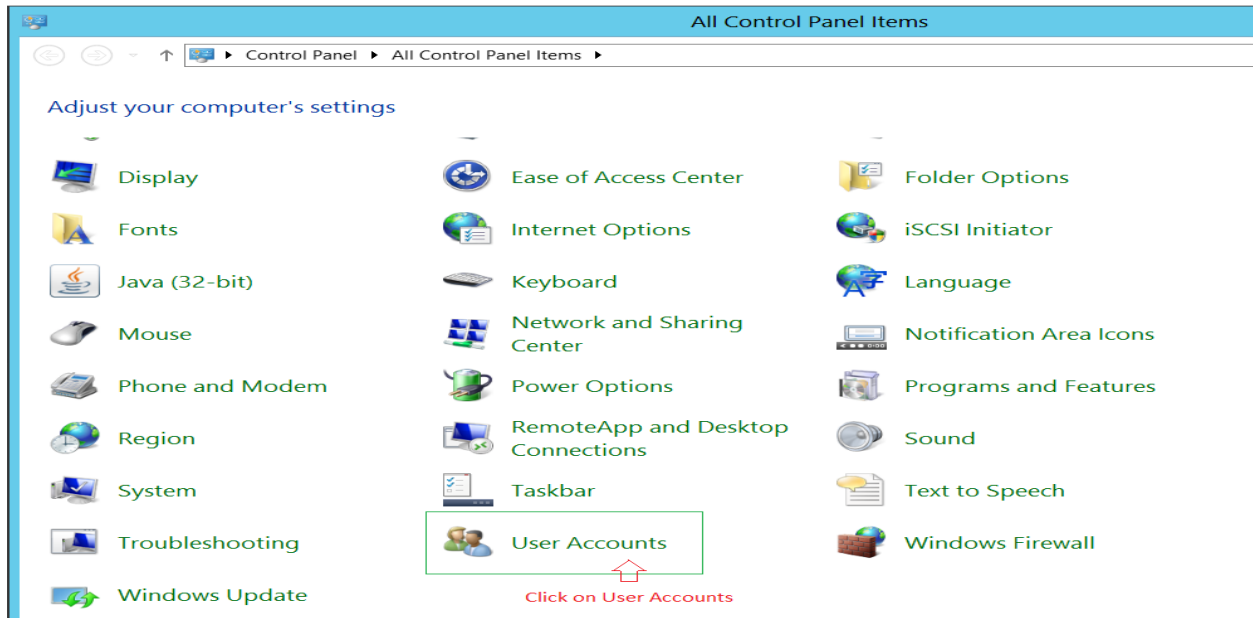 All Control Panel Items
Control Panel All Control Panel Items
Adjust your computer's settings
Display
Ease of Access Center
Folder Options
Fonts
Internet Options
iSCSI Initiator
Java (32-bit)
Keyboard
Language
Mouse
Network and Sharing
Center
Notification Area Icons
Phone and Modem
Power Options
Programs and Features
Region
RemoteApp and Desktop
Connections
Sound
System
Taskbar
Text to Speech
Troubleshooting
User Accounts
Windows Firewall
Windows Update
Click on User Accounts